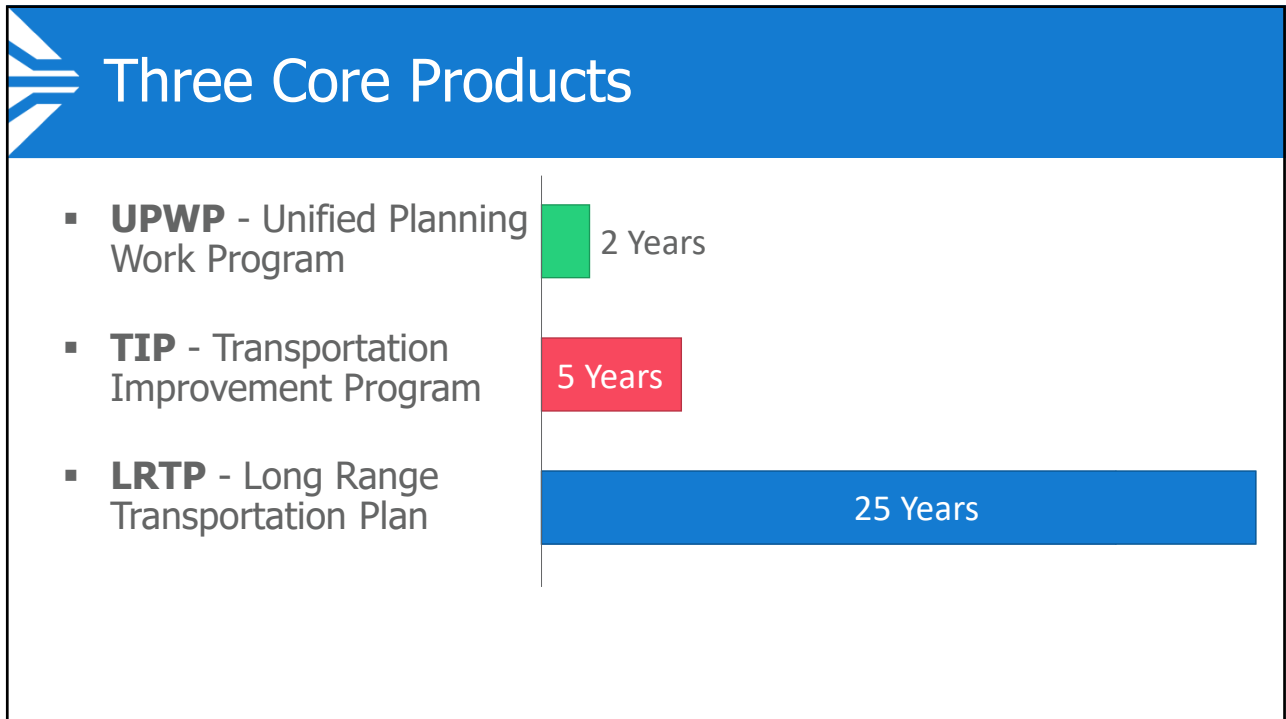 Three Core Products
▪ UPWP - Unified Planning
Work Program
2 Years
▪ TIP - Transportation
Improvement Program
5 Years
▪ LRTP - Long Range
Transportation Plan
25 Years